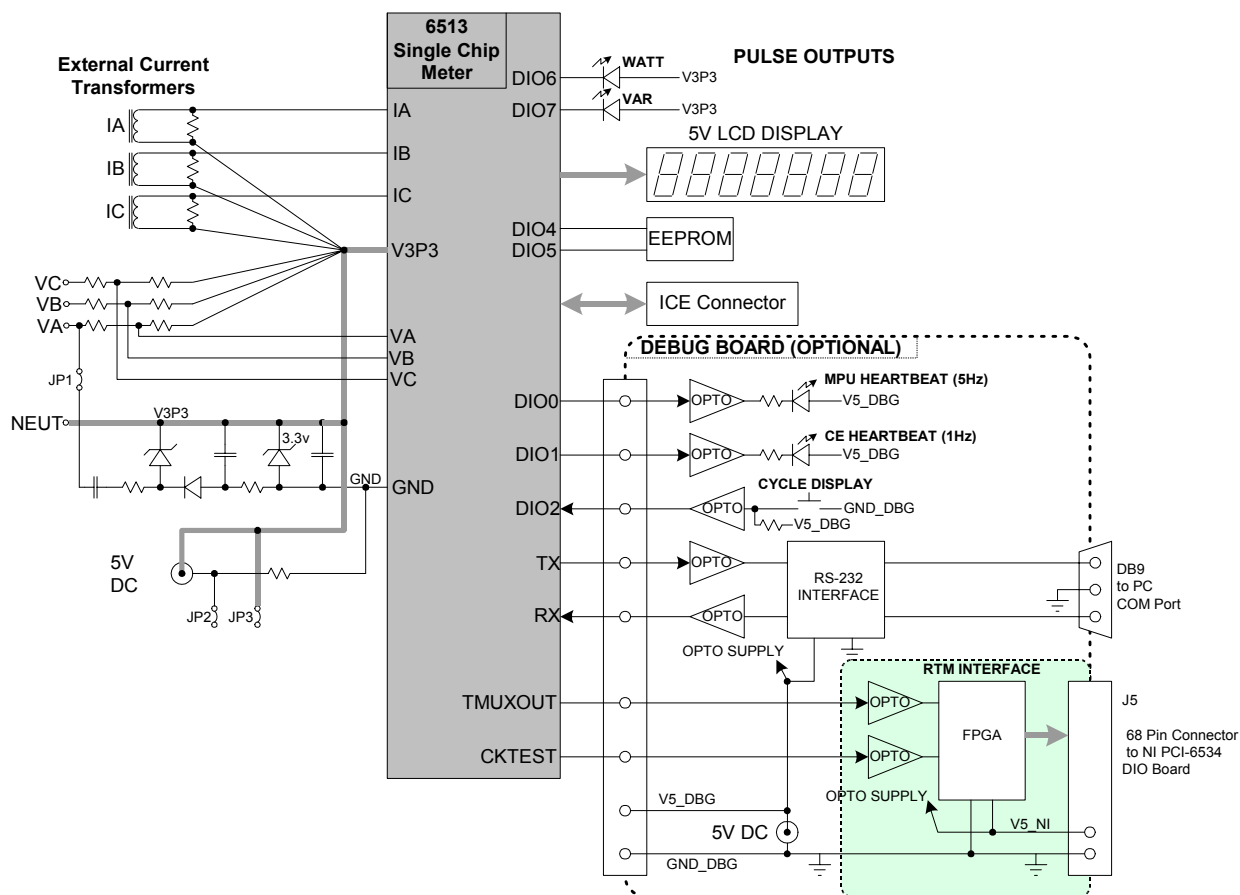 6513
Single Chip
Meter
External Current
Transformers
IA
IB
IC
IA
IB
IC
V3P3
VC
VB
VA
VA
VB
VC
JP1
NEUT
V3P3
3.3v
GND
GND
5V
DC
JP2
JP3
DIO6
DIO7
WATT
V3P3
VAR
V3P3
PULSE OUTPUTS
5V LCD DISPLAY
DIO4
DIO5
EEPROM
ICE Connector
DEBUG BOARD (OPTIONAL)
DIO0
OPTO
MPU HEARTBEAT (5Hz)
V5_DBG
DIO1
OPTO
CE HEARTBEAT (1Hz)
V5_DBG
DIO2
OPTO
CYCLE DISPLAY
GND_DBG
V5_DBG
TX
OPTO
RX
OPTO
RS-232
INTERFACE
DB9
to PC
COM Port
OPTO SUPPLY
RTM INTERFACE
TMUXOUT
OPTO
CKTEST
OPTO
FPGA
J5
68 Pin Connector
to NI PCI-6534
DIO Board
OPTO SUPPLY
V5_DBG
5V DC
V5_NI
GND_DBG